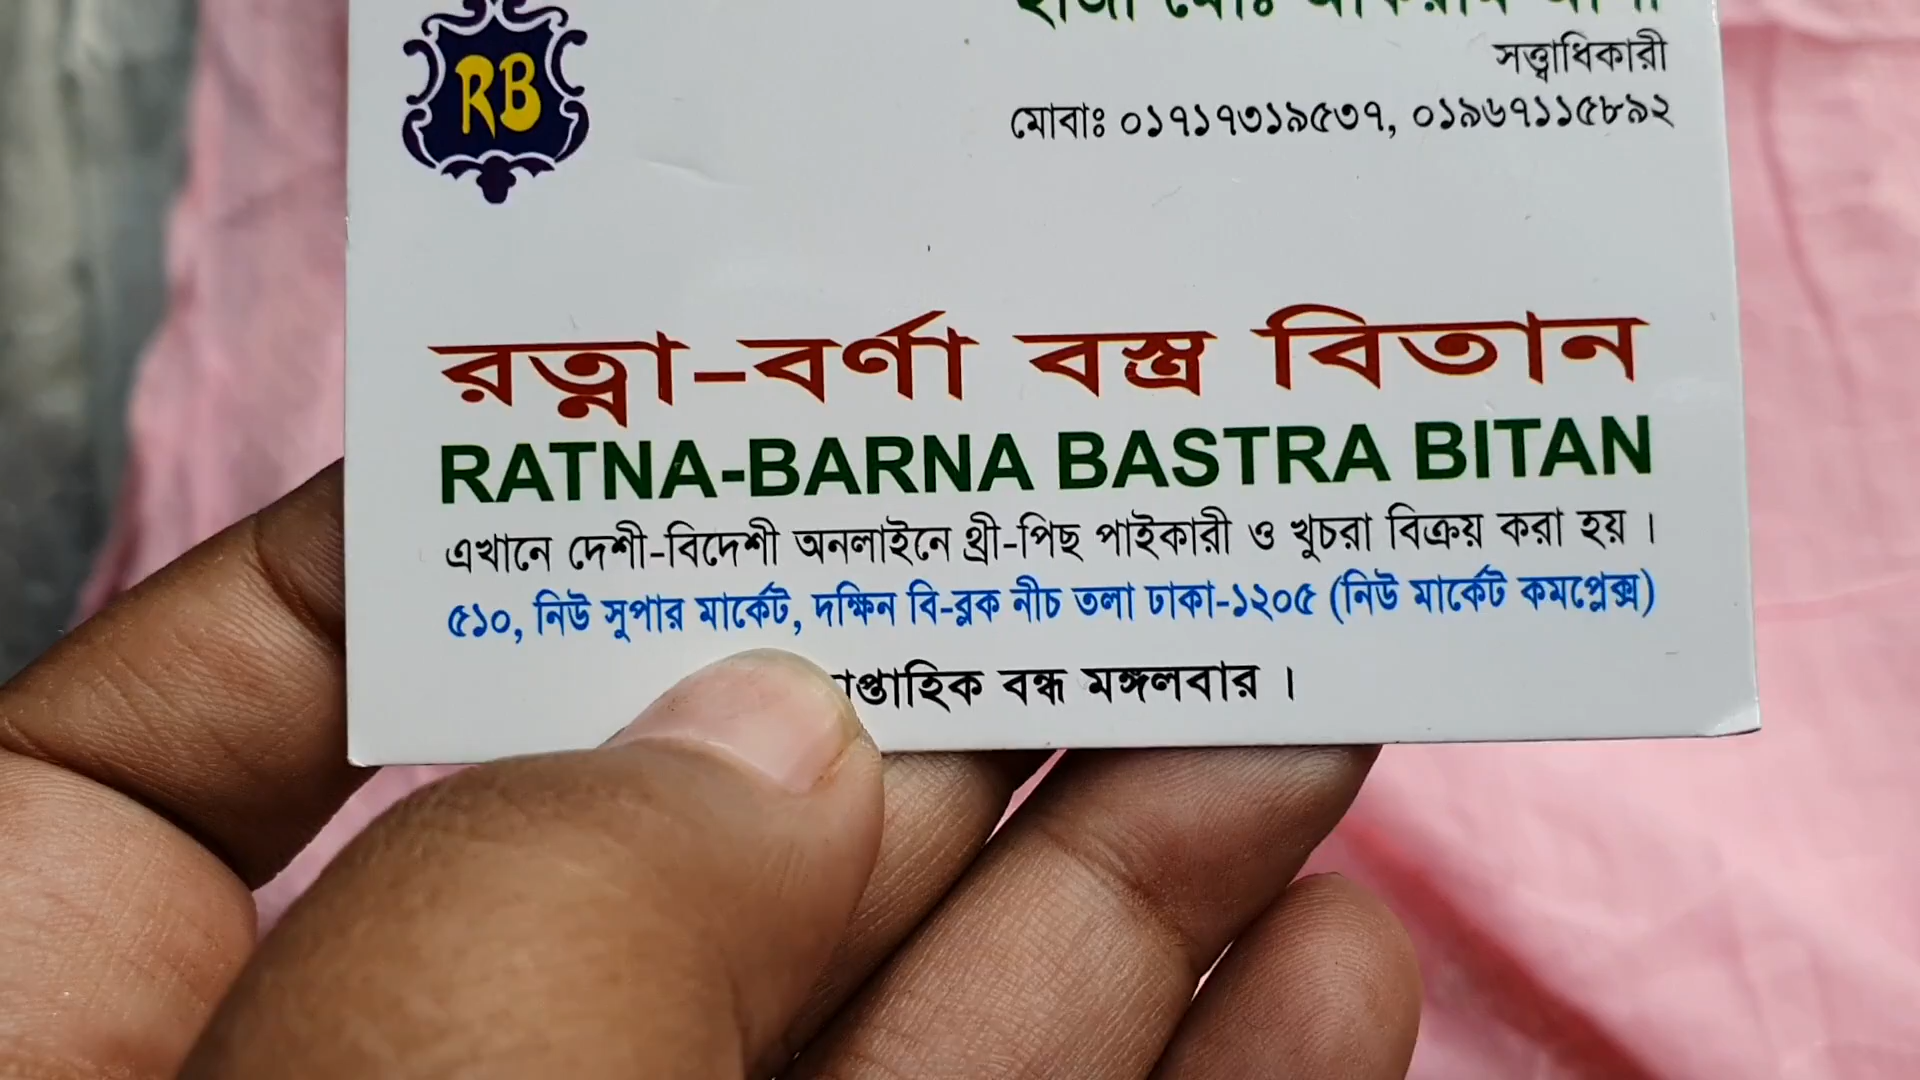 RB
সত্ত্বাধিকারী
মোবাঃ ০১৭১৭৩১৯৫৩৭, ০১৯৬৭১১৫৮৯২
রত্না-বর্ণা বস্ত্র বিতান
RATNA-BARNA BASTRA BITAN
এখানে দেশী-বিদেশী অনলাইনে থ্রী-পিছ পাইকারী ও খুচরা বিক্রয় করা হয়।
৫১০, নিউ সুপার মার্কেট, দক্ষিন বি-ব্লক নীচ তলা ঢাকা-১২০৫ (নিউ মার্কেট কমপ্লেক্স)
বন্ধ মঙ্গলবার।